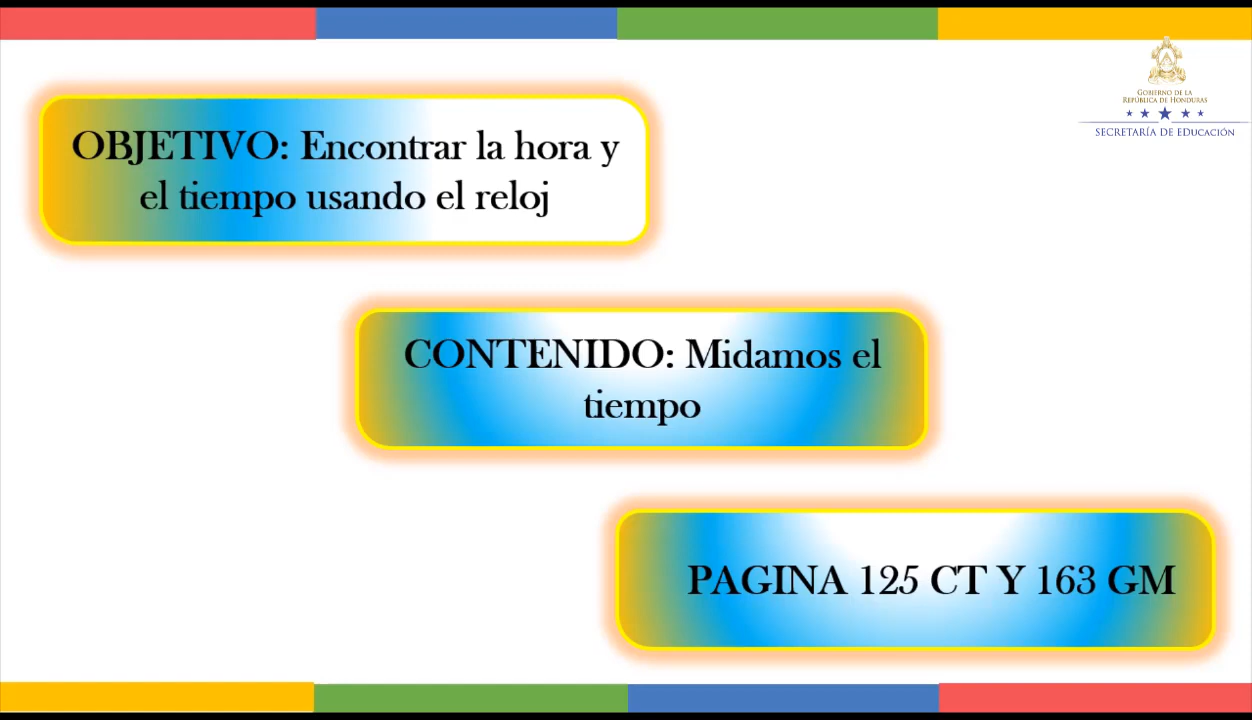 GOBIERNO DE LA
REPÚBLICA DE HONDURAS
SECRETARÍA DE EDUCACIÓN
OBJETIVO: Encontrar la hora y
el tiempo usando el reloj
CONTENIDO: Midamos el
tiempo
PAGINA 125 CT Y 163 GM